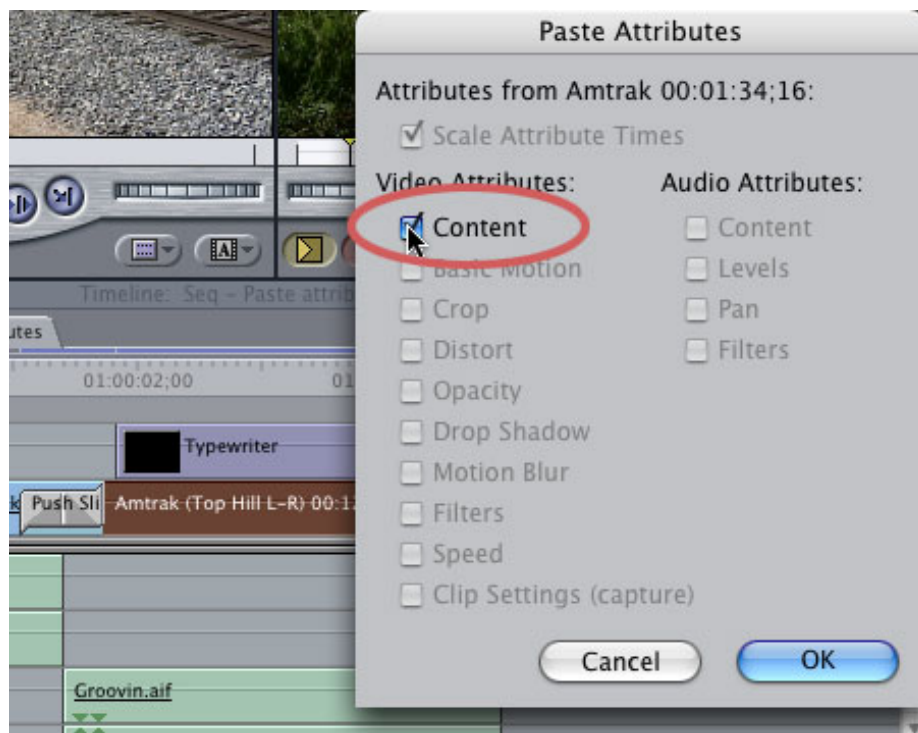 Paste Attributes
Attributes from Amtrak 00:01:34;16:
Scale Attribute Times
Video Attributes:
Audio Attributes:
Content
Content
Basic Motion
Levels
Crop
Pan
Distort
Filters
Opacity
Drop Shadow
Motion Blur
Filters
Speed
Clip Settings (capture)
Cancel
OK
A
Timeline: Seq - Paste attrib
utes
01:00:02;00
01
Typewriter
k
Push Sli
Amtrak (Top Hill L-R) 00:1
Groovin.aif